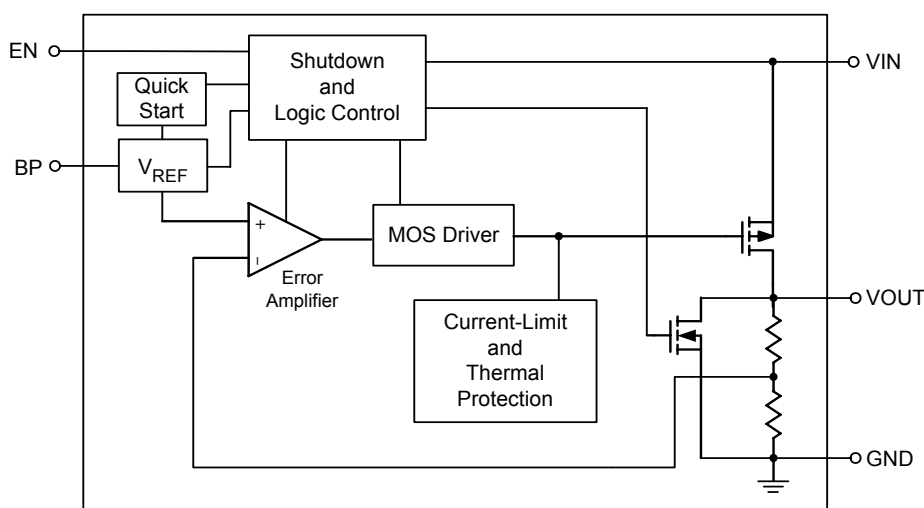 EN
Shutdown
and
Logic Control
VIN
Quick
Start
BP
VREF
+
−
MOS Driver
Error
Amplifier
VOUT
Current-Limit
and
Thermal
Protection
GND